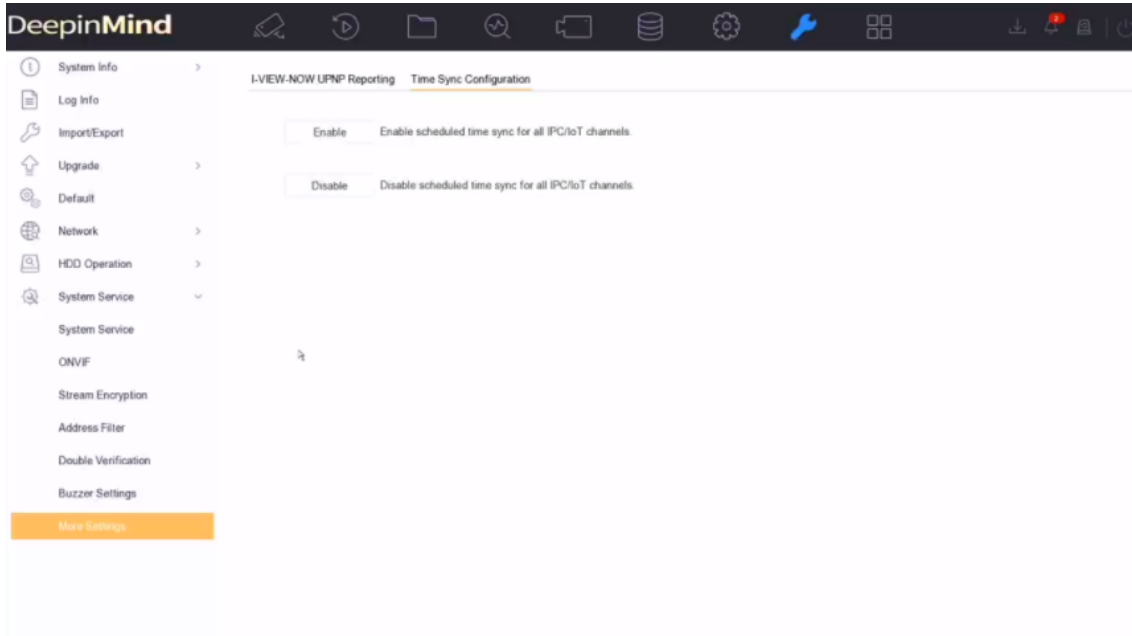 DeepinMind
2
System Info
Log Info
Import/Export
Upgrade
Default
Network
HDD Operation
System Service
System Service
ONVIF
Stream Encryption
Address Filter
Double Verification
Buzzer Settings
More Settings
I-VIEW-NOW UPNP Reporting Time Sync Configuration
Enable Enable scheduled time sync for all IPC/IoT channels.
Disable Disable scheduled time sync for all IPC/IoT channels.